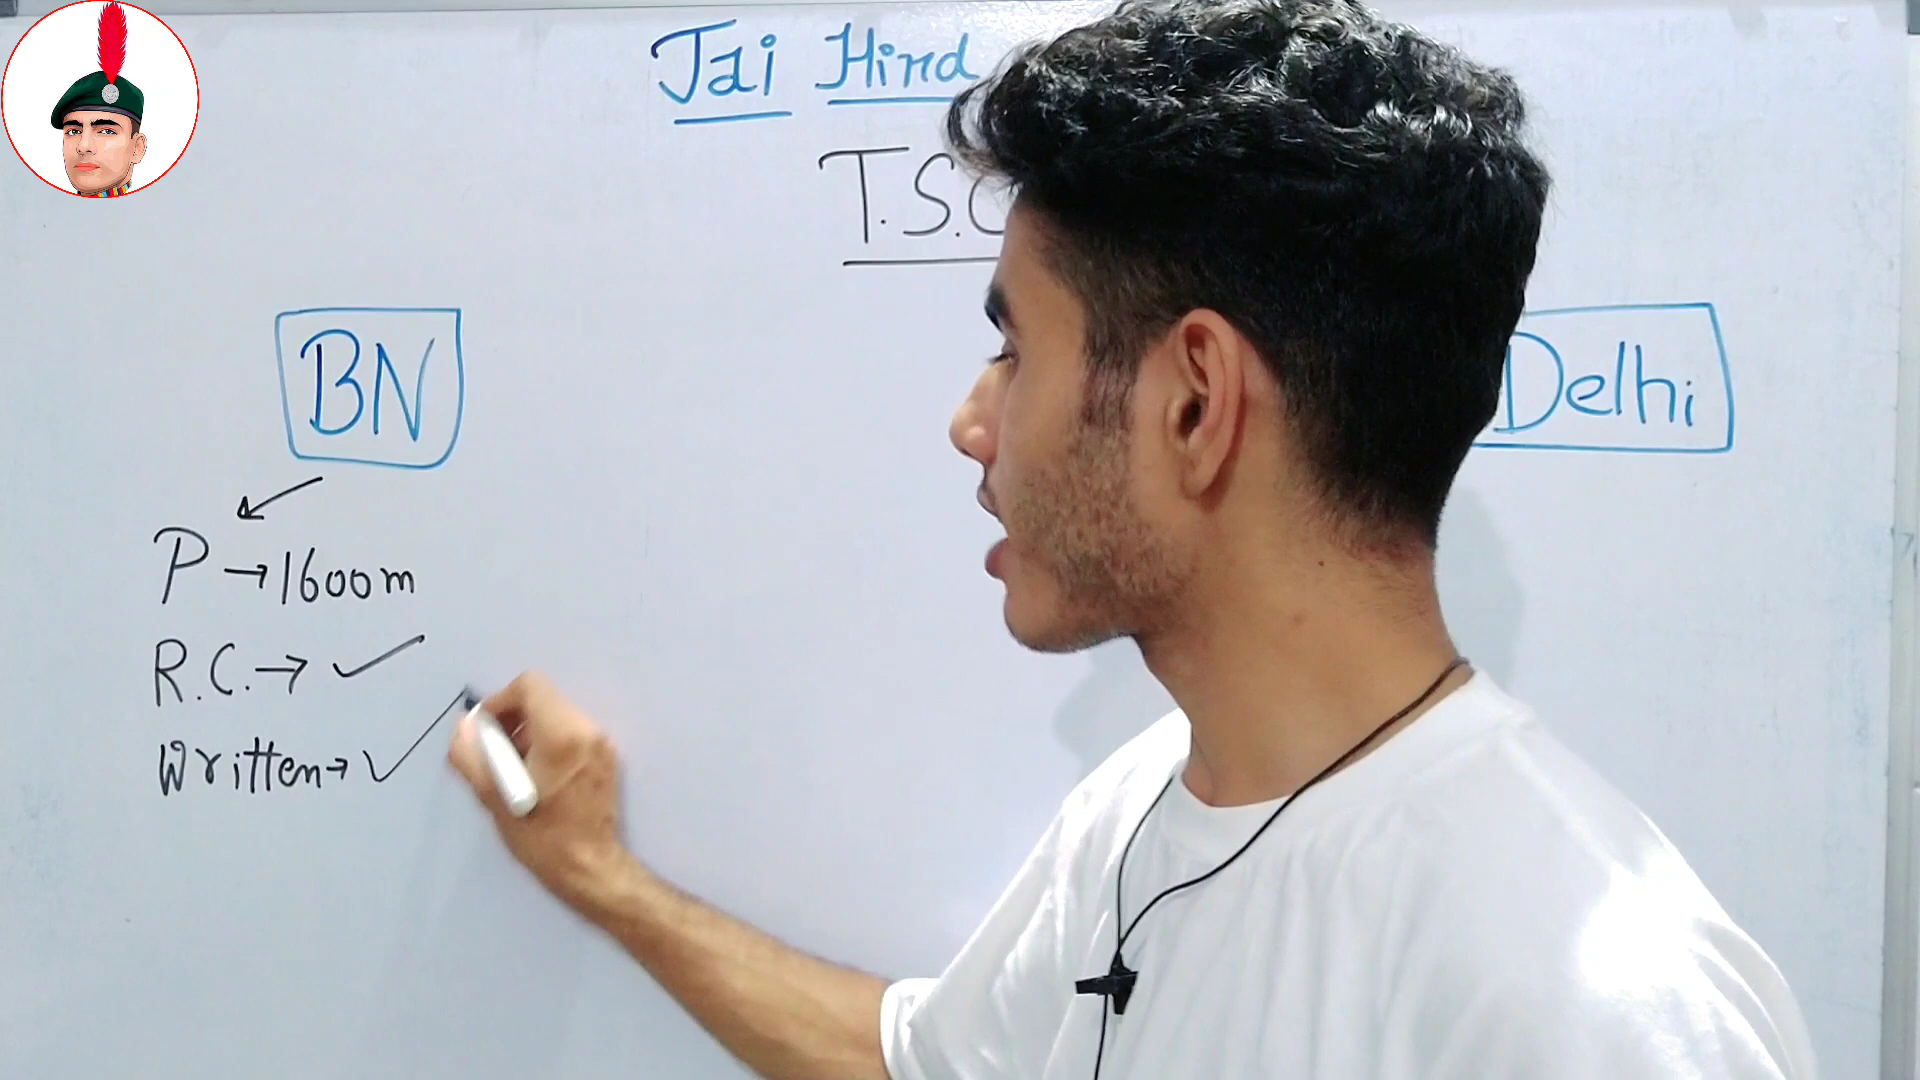 Jai Hind
T.S.C
BN
Delhi
P → 1600m
R.C. → ✓
Written → ✓